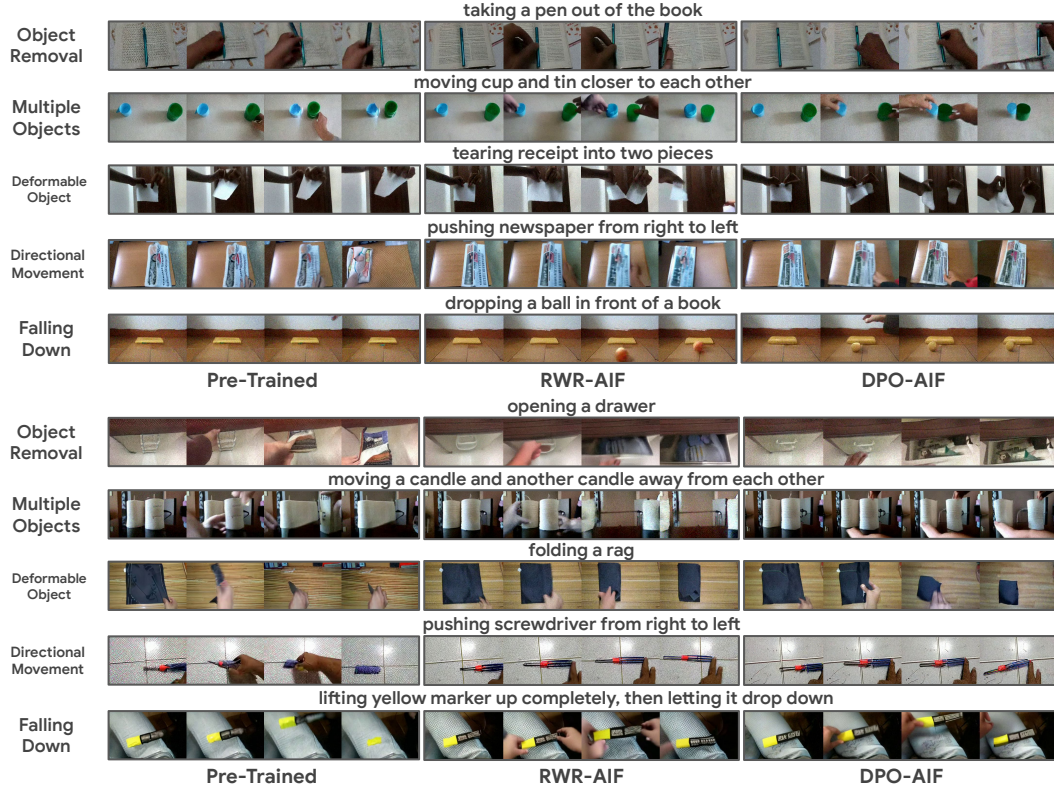 taking a pen out of the book
Object
Removal
moving cup and tin closer to each other
Multiple
Objects
tearing receipt into two pieces
Deformable
Object
pushing newspaper from right to left
Directional
Movement
dropping a ball in front of a book
Falling
Down
Pre-Trained
RWR-AIF
DPO-AIF
opening a drawer
Object
Removal
moving a candle and another candle away from each other
Multiple
Objects
folding a rag
Deformable
Object
pushing screwdriver from right to left
Directional
Movement
lifting yellow marker up completely, then letting it drop down
Falling
Down
Pre-Trained
RWR-AIF
DPO-AIF